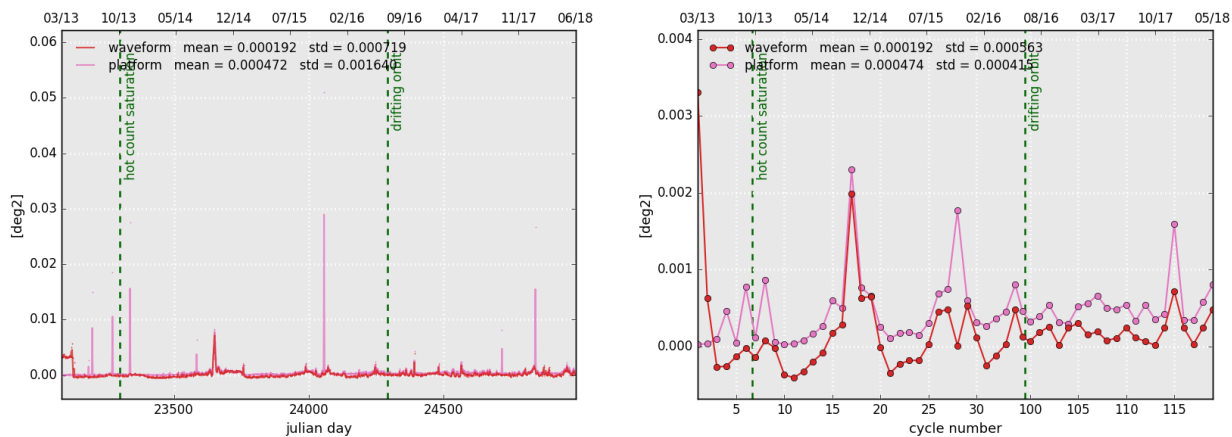 03/13 10/13 05/14 12/14 07/15 02/16 09/16 04/17 11/17 06/18
0.06
waveform mean = 0.000192 std = 0.000719
platform mean = 0.000472 std = 0.001640
hot count saturation
drifting orbit
0.05
0.04
0.03
0.02
0.01
0.00
[deg2]
23500 24000 24500
julian day
03/13 10/13 05/14 12/14 07/15 02/16 08/16 03/17 10/17 05/18
0.004
waveform mean = 0.000192 std = 0.000563
platform mean = 0.000474 std = 0.000415
hot count saturation
drifting orbit
0.003
0.002
0.001
0.000
[deg2]
5 10 15 20 25 30 100 105 110 115
cycle number